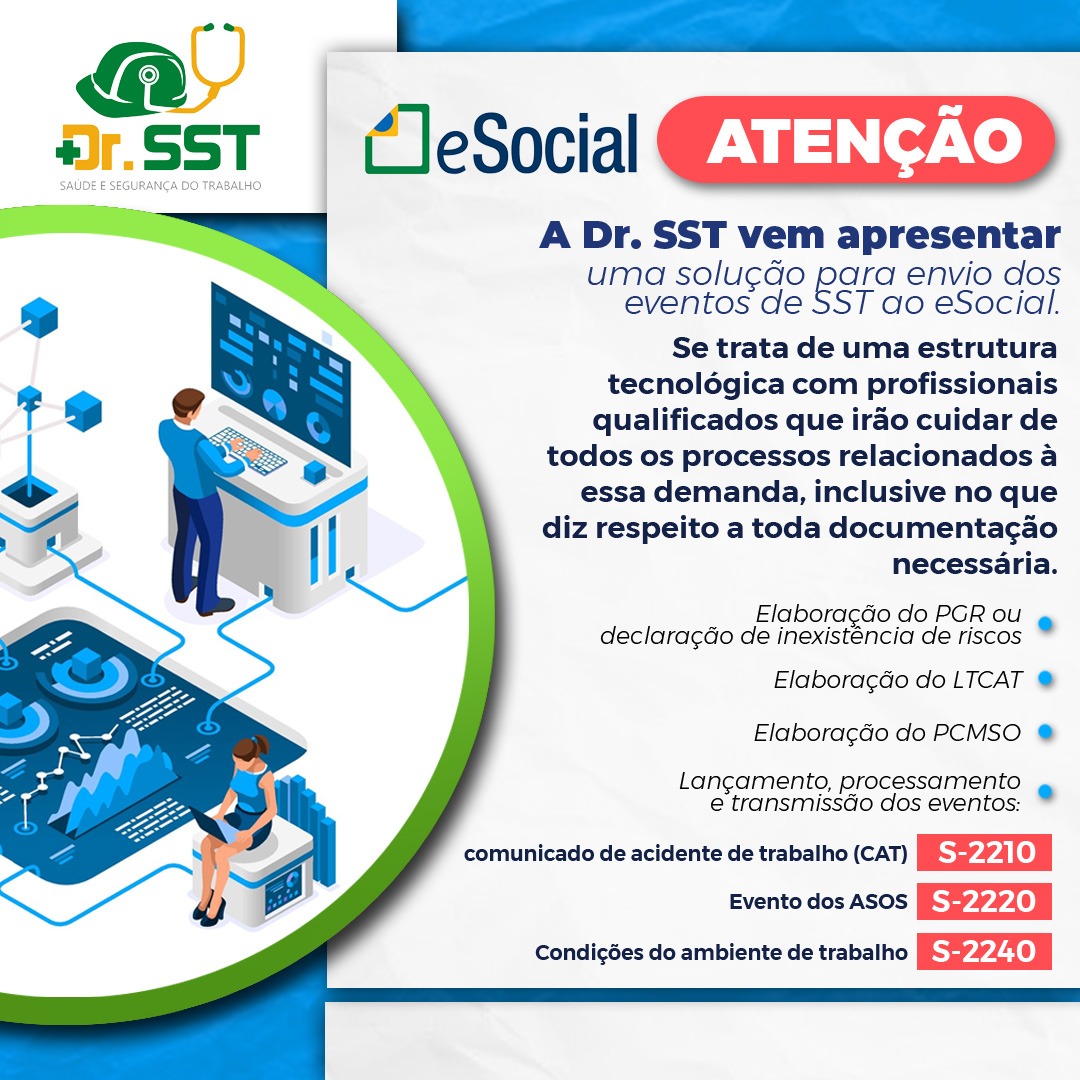 +Dr. SST
SAÚDE E SEGURANÇA DO TRABALHO
eSocial
ATENÇÃO
A Dr. SST vem apresentar
uma solução para envio dos
eventos de SST ao eSocial.
Se trata de uma estrutura
tecnológica com profissionais
qualificados que irão cuidar de
todos os processos relacionados à
essa demanda, inclusive no que
diz respeito a toda documentação
necessária.
Elaboração do PGR ou
declaração de inexistência de riscos
Elaboração do LTCAT
Elaboração do PCMSO
Lançamento, processamento
e transmissão dos eventos:
comunicado de acidente de trabalho (CAT) S-2210
Evento dos ASOS S-2220
Condições do ambiente de trabalho S-2240